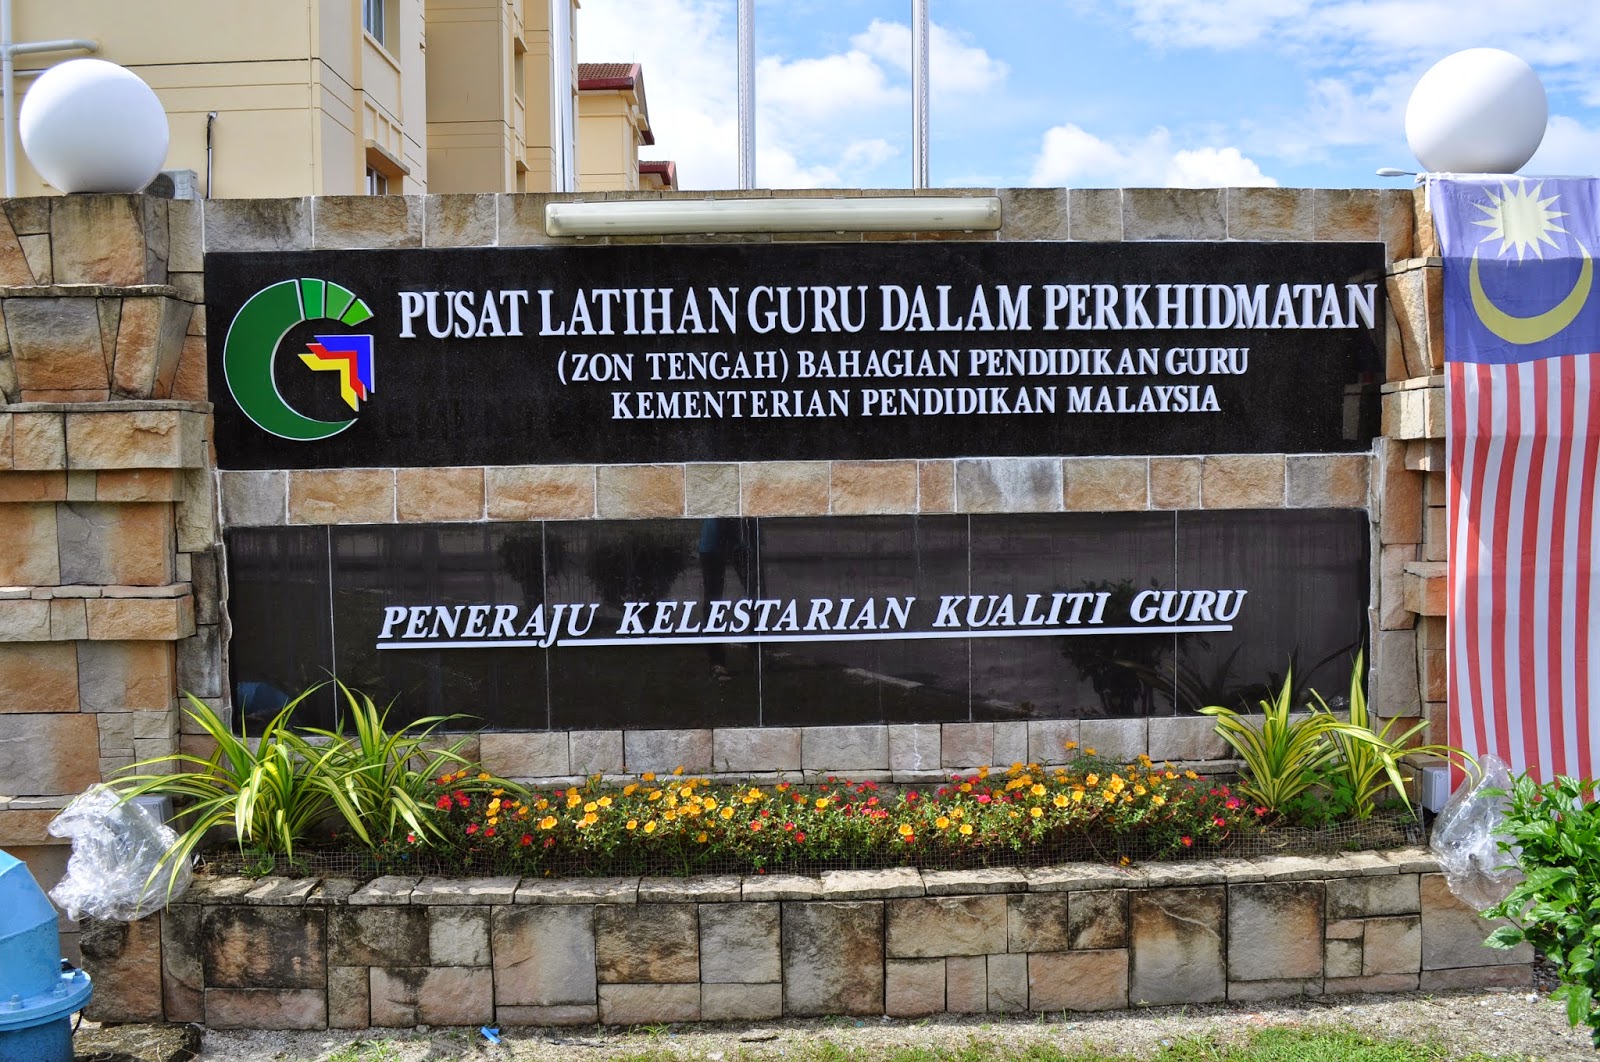 PUSAT LATIHAN GURU DALAM PERKHIDMATAN
(ZON TENGAH) BAHAGIAN PENDIDIKAN GURU
KEMENTERIAN PENDIDIKAN MALAYSIA
PENERAJU KELESTARIAN KUALITI GURU